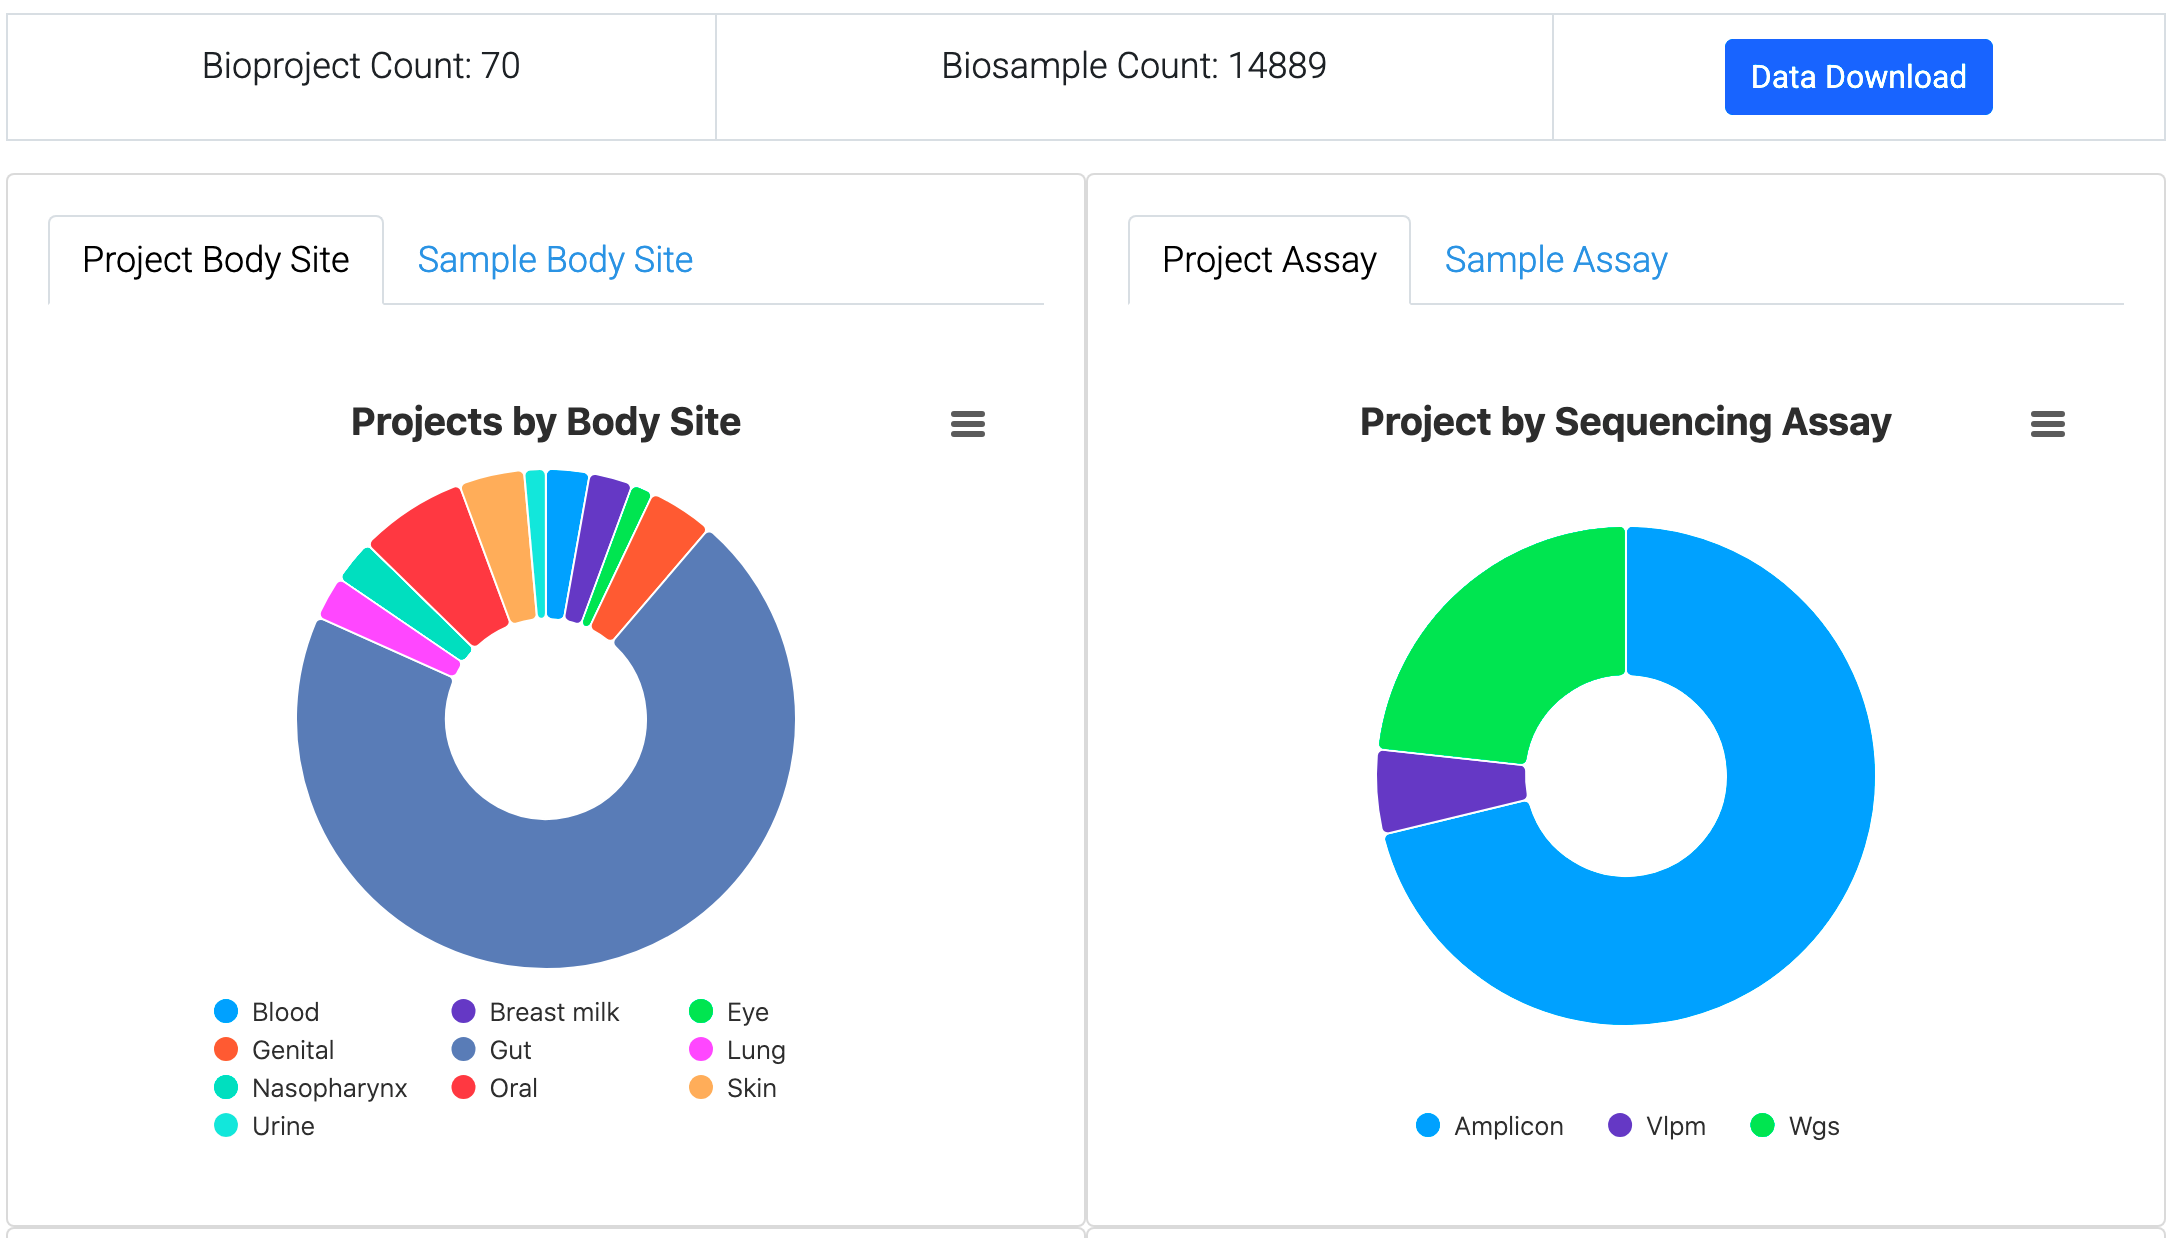 Bioproject Count: 70
Biosample Count: 14889
Data Download
Project Body Site
Sample Body Site
Project Assay
Sample Assay
Projects by Body Site
Blood
Breast milk
Eye
Genital
Gut
Lung
Nasopharynx
Oral
Skin
Urine
Project by Sequencing Assay
Amplicon
Vlpm
Wgs